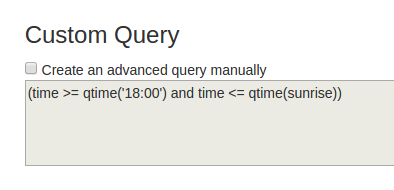 Custom Query
Create an advanced query manually
(time >= qtime('18:00') and time <= qtime(sunrise))